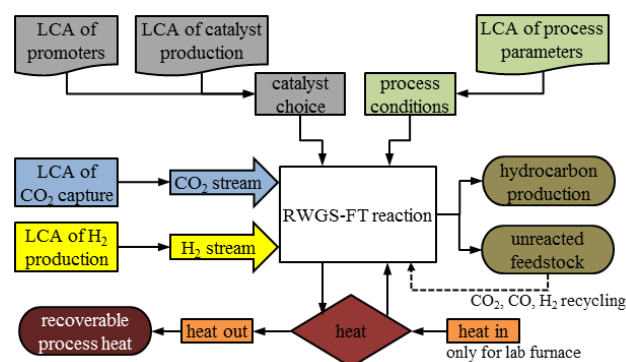 LCA of
promoters
LCA of catalyst
production
LCA of process
parameters
catalyst
choice
process
conditions
LCA of
CO₂ capture
CO₂ stream
RWGS-FT reaction
hydrocarbon
production
LCA of H₂
production
H₂ stream
unreacted
feedstock
CO₂, CO, H₂ recycling
recoverable
process heat
heat out
heat
heat in
only for lab furnace